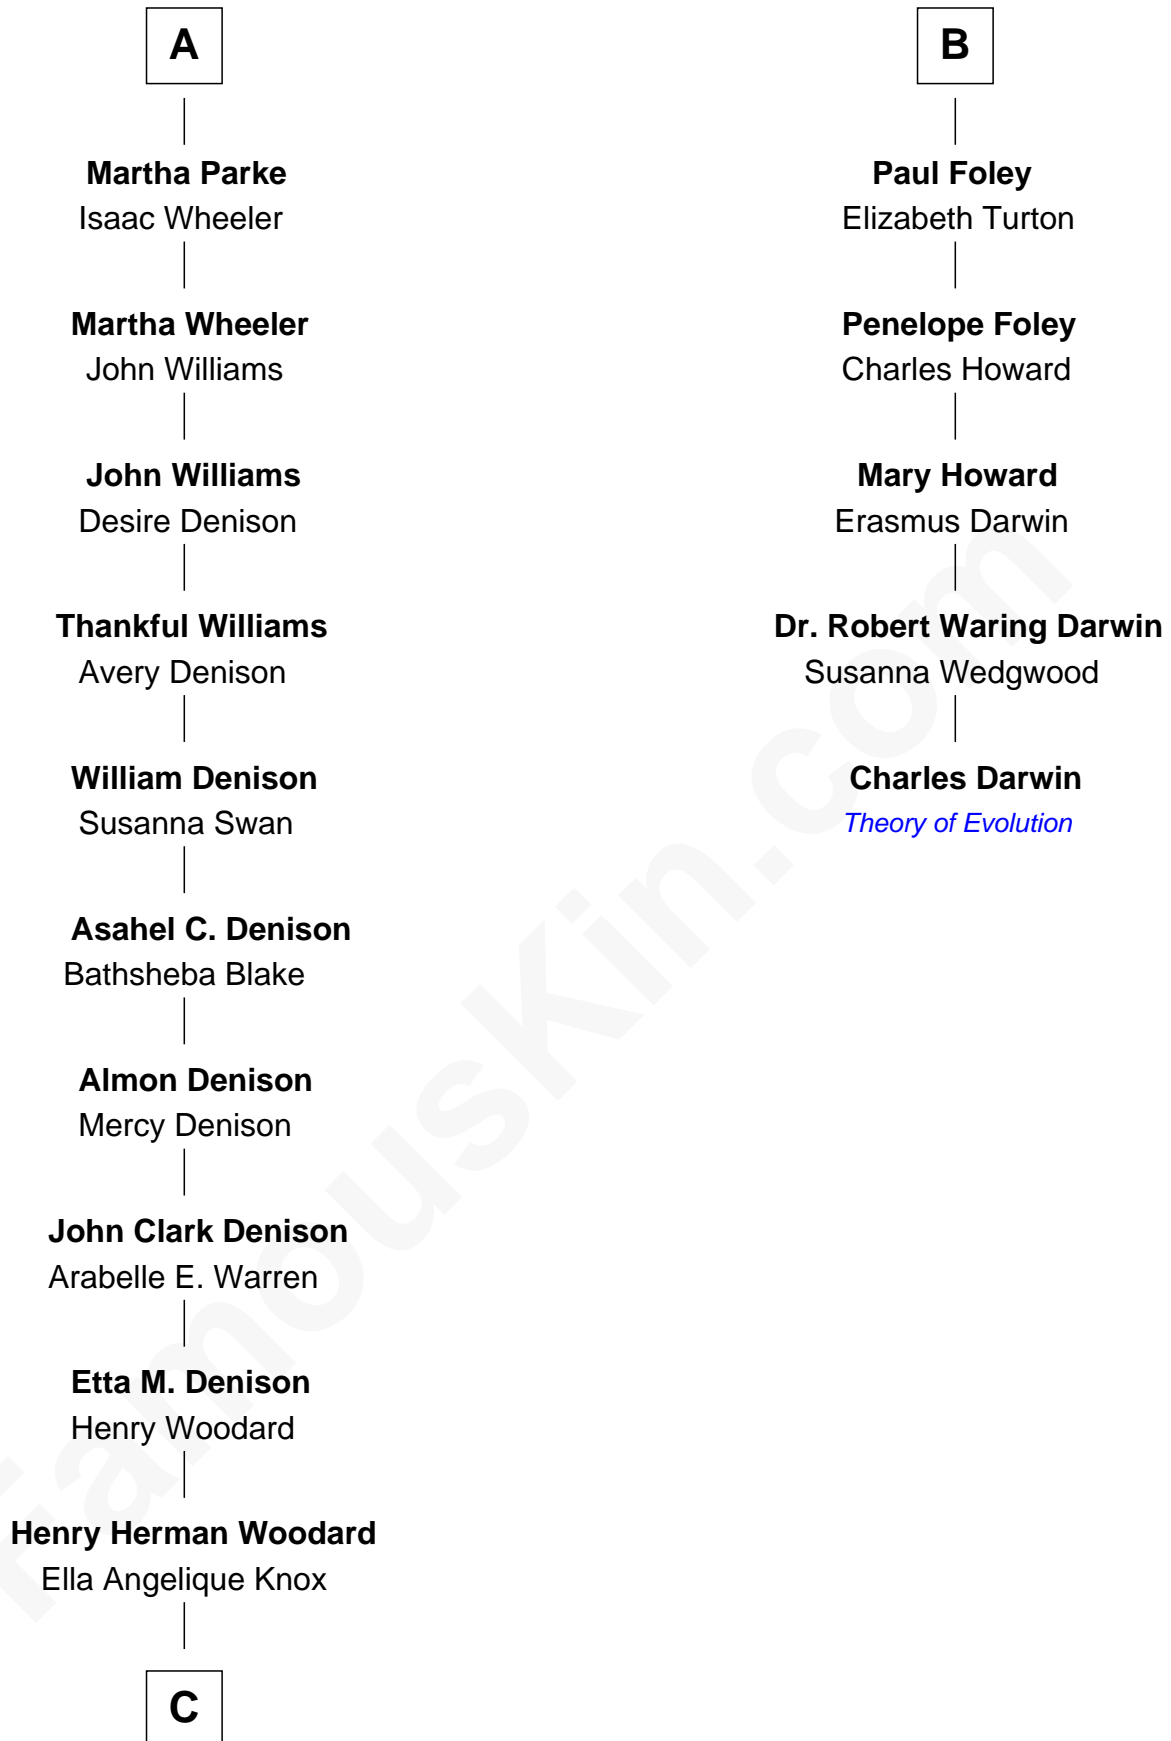 A
Martha Parke
Isaac Wheeler
Martha Wheeler
John Williams
John Williams
Desire Denison
Thankful Williams
Avery Denison
William Denison
Susanna Swan
Asahel C. Denison
Bathsheba Blake
Almon Denison
Mercy Denison
John Clark Denison
Arabelle E. Warren
Etta M. Denison
Henry Woodard
Henry Herman Woodard
Ella Angelique Knox
C
B
Paul Foley
Elizabeth Turton
Penelope Foley
Charles Howard
Mary Howard
Erasmus Darwin
Dr. Robert Waring Darwin
Susanna Wedgwood
Charles Darwin
Theory of Evolution
FamousKin.com